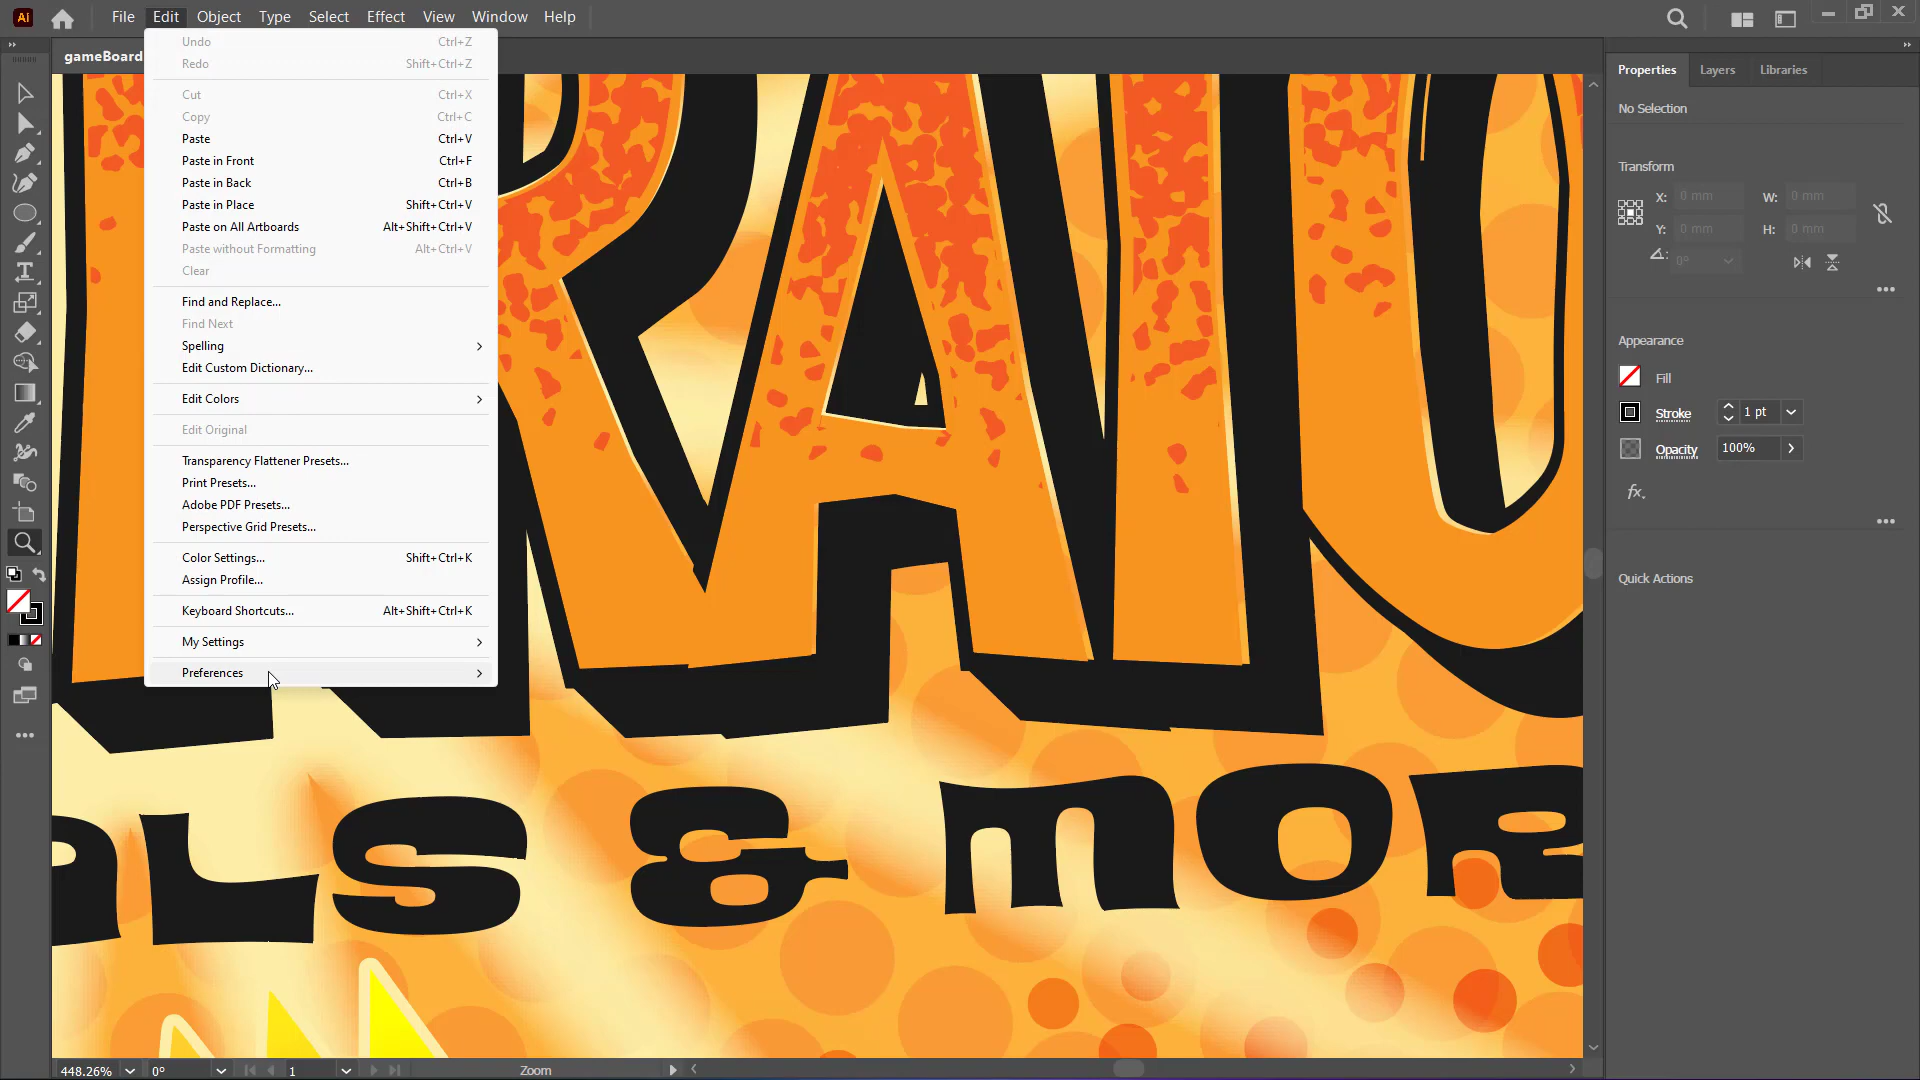 Ai File Edit Object Type Select Effect View Window Help
gameBoard
Undo Ctrl+Z
Redo Shift+Ctrl+Z
Cut Ctrl+X
Copy Ctrl+C
Paste Ctrl+V
Paste in Front Ctrl+F
Paste in Back Ctrl+B
Paste in Place Shift+Ctrl+V
Paste on All Artboards Alt+Shift+Ctrl+V
Paste without Formatting Alt+Ctrl+V
Clear
Find and Replace...
Find Next
Spelling
Edit Custom Dictionary...
Edit Colors
Edit Original
Transparency Flattener Presets...
Print Presets...
Adobe PDF Presets...
Perspective Grid Presets...
Color Settings... Shift+Ctrl+K
Assign Profile...
Keyboard Shortcuts... Alt+Shift+Ctrl+K
My Settings
Preferences
LS & MOR
Properties Layers Libraries
No Selection
Transform
X: 0 mm W: 0 mm
Y: 0 mm H: 0 mm
0°
Appearance
Fill
Stroke 1 pt
Opacity 100%
fx.
Quick Actions
448.26% 0° 1 Zoom